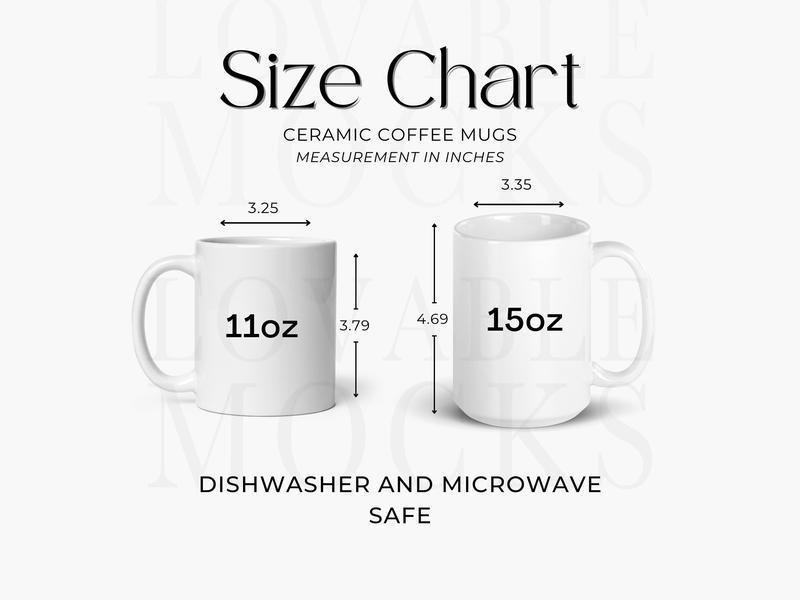 Size Chart
CERAMIC COFFEE MUGS
MEASUREMENT IN INCHES
3.25
3.35
3.79
4.69
11oz
15oz
DISHWASHER AND MICROWAVE
SAFE
LOVABLE
MOCKS
LOVABLE
MOCKS